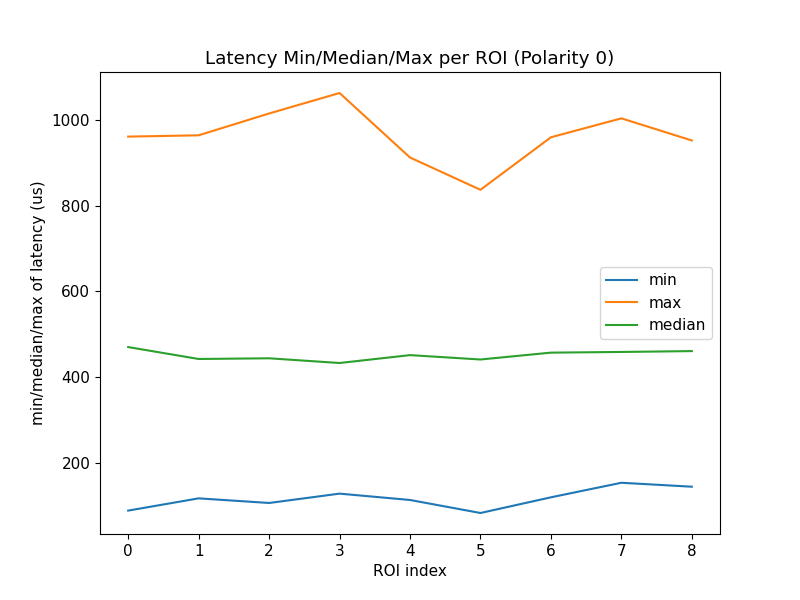 Latency Min/Median/Max per ROI (Polarity 0)
min/median/max of latency (us)
1000
800
600
400
200
min
max
median
0 1 2 3 4 5 6 7 8
ROI index